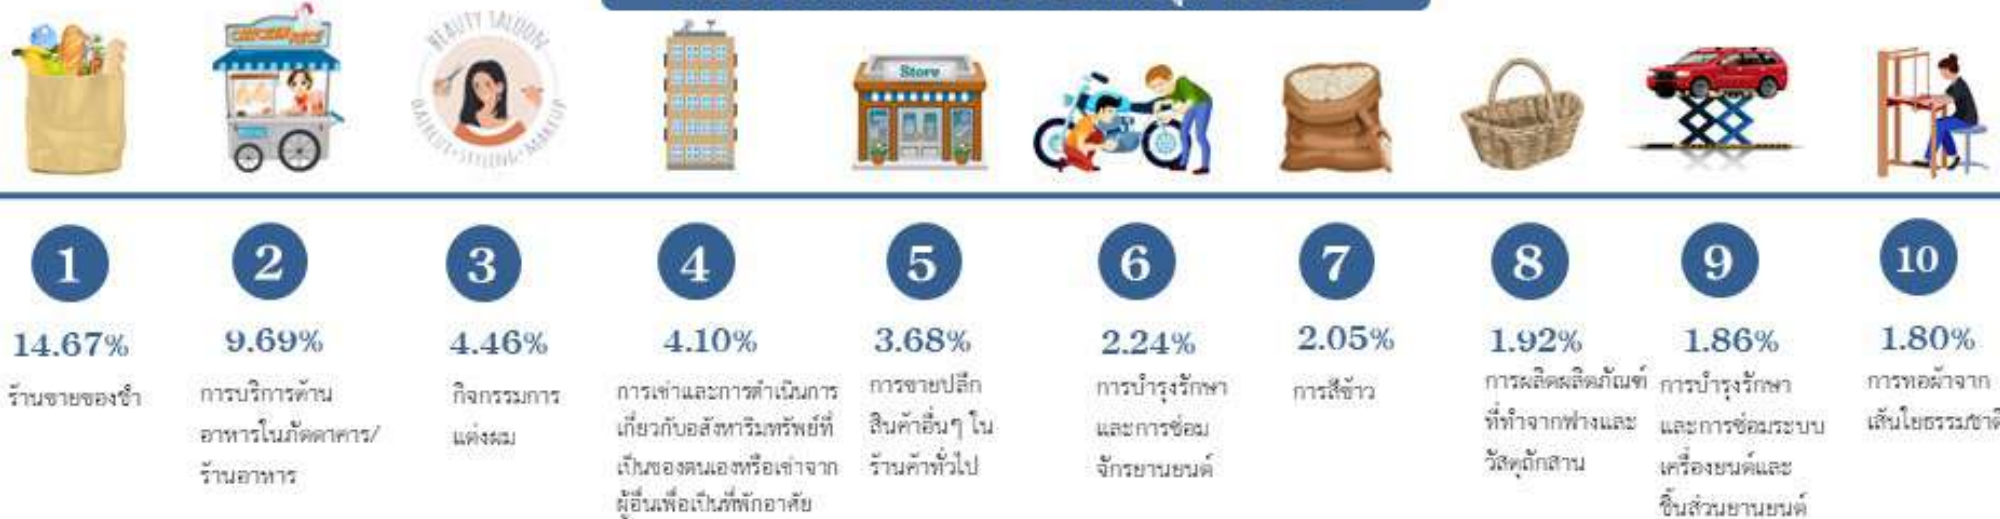 BEAUTY SALOON
HAIRCUT • STYLING • MAKEUP
Store
1
14.67%
ร้านขายของชำ
2
9.69%
การบริการด้าน
อาหารในภัตตาคาร/
ร้านอาหาร
3
4.46%
กิจกรรมการ
แต่งผม
4
4.10%
การเช่าและการดำเนินการ
เกี่ยวกับอสังหาริมทรัพย์ที่
เป็นของตนเองหรือเช่าจาก
ผู้อื่นเพื่อเป็นที่พักอาศัย
5
3.68%
การขายปลีก
สินค้าอื่นๆ ใน
ร้านค้าทั่วไป
6
2.24%
การบำรุงรักษา
และการซ่อม
จักรยานยนต์
7
2.05%
การสีข้าว
8
1.92%
การผลิตผลิตภัณฑ์
ที่ทำจากฟางและ
วัสดุถักสาน
9
1.86%
การบำรุงรักษา
และการซ่อมระบบ
เครื่องยนต์และ
ชิ้นส่วนยานยนต์
10
1.80%
การทอผ้าจาก
เส้นใยธรรมชาติ